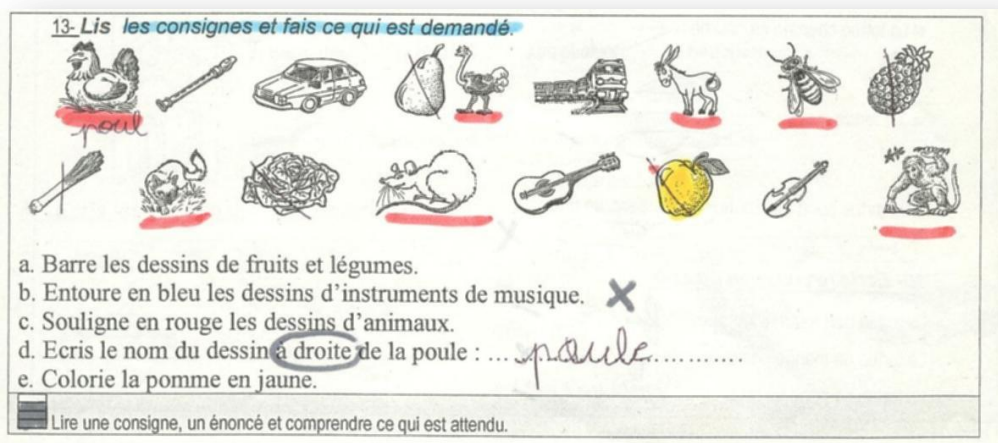 13- Lis les consignes et fais ce qui est demandé.
poul
a. Barre les dessins de fruits et légumes.
b. Entoure en bleu les dessins d'instruments de musique. X
c. Souligne en rouge les dessins d'animaux.
d. Ecris le nom du dessin à droite de la poule : ... poule ...............
e. Colorie la pomme en jaune.
Lire une consigne, un énoncé et comprendre ce qui est attendu.